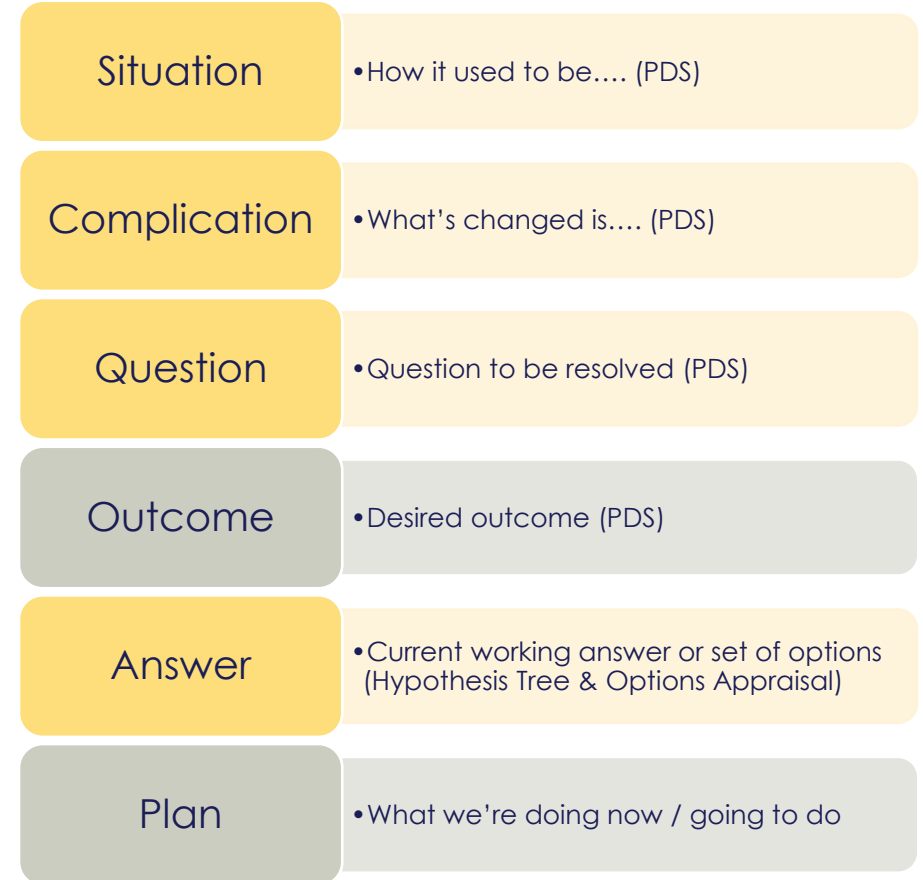 Situation
•How it used to be…. (PDS)
Complication
•What’s changed is…. (PDS)
Question
•Question to be resolved (PDS)
Outcome
•Desired outcome (PDS)
Answer
•Current working answer or set of options
(Hypothesis Tree & Options Appraisal)
Plan
•What we’re doing now / going to do